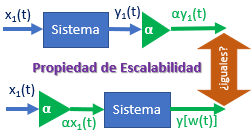 x₁(t)
Sistema
y₁(t)
α
αy₁(t)
Propiedad de Escalabilidad
¿iguales?
x₁(t)
α
αx₁(t)
Sistema
y[w(t)]